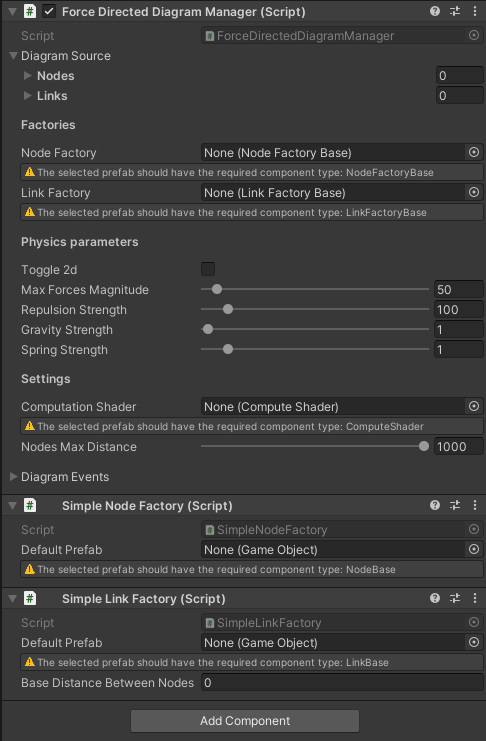 Force Directed Diagram Manager (Script)
Script ForceDirectedDiagramManager
Diagram Source
Nodes 0
Links 0
Factories
Node Factory None (Node Factory Base)
The selected prefab should have the required component type: NodeFactoryBase
Link Factory None (Link Factory Base)
The selected prefab should have the required component type: LinkFactoryBase
Physics parameters
Toggle 2d
Max Forces Magnitude 50
Repulsion Strength 100
Gravity Strength 1
Spring Strength 1
Settings
Computation Shader None (Compute Shader)
The selected prefab should have the required component type: ComputeShader
Nodes Max Distance 1000
Diagram Events
Simple Node Factory (Script)
Script SimpleNodeFactory
Default Prefab None (Game Object)
The selected prefab should have the required component type: NodeBase
Simple Link Factory (Script)
Script SimpleLinkFactory
Default Prefab None (Game Object)
The selected prefab should have the required component type: LinkBase
Base Distance Between Nodes 0
Add Component